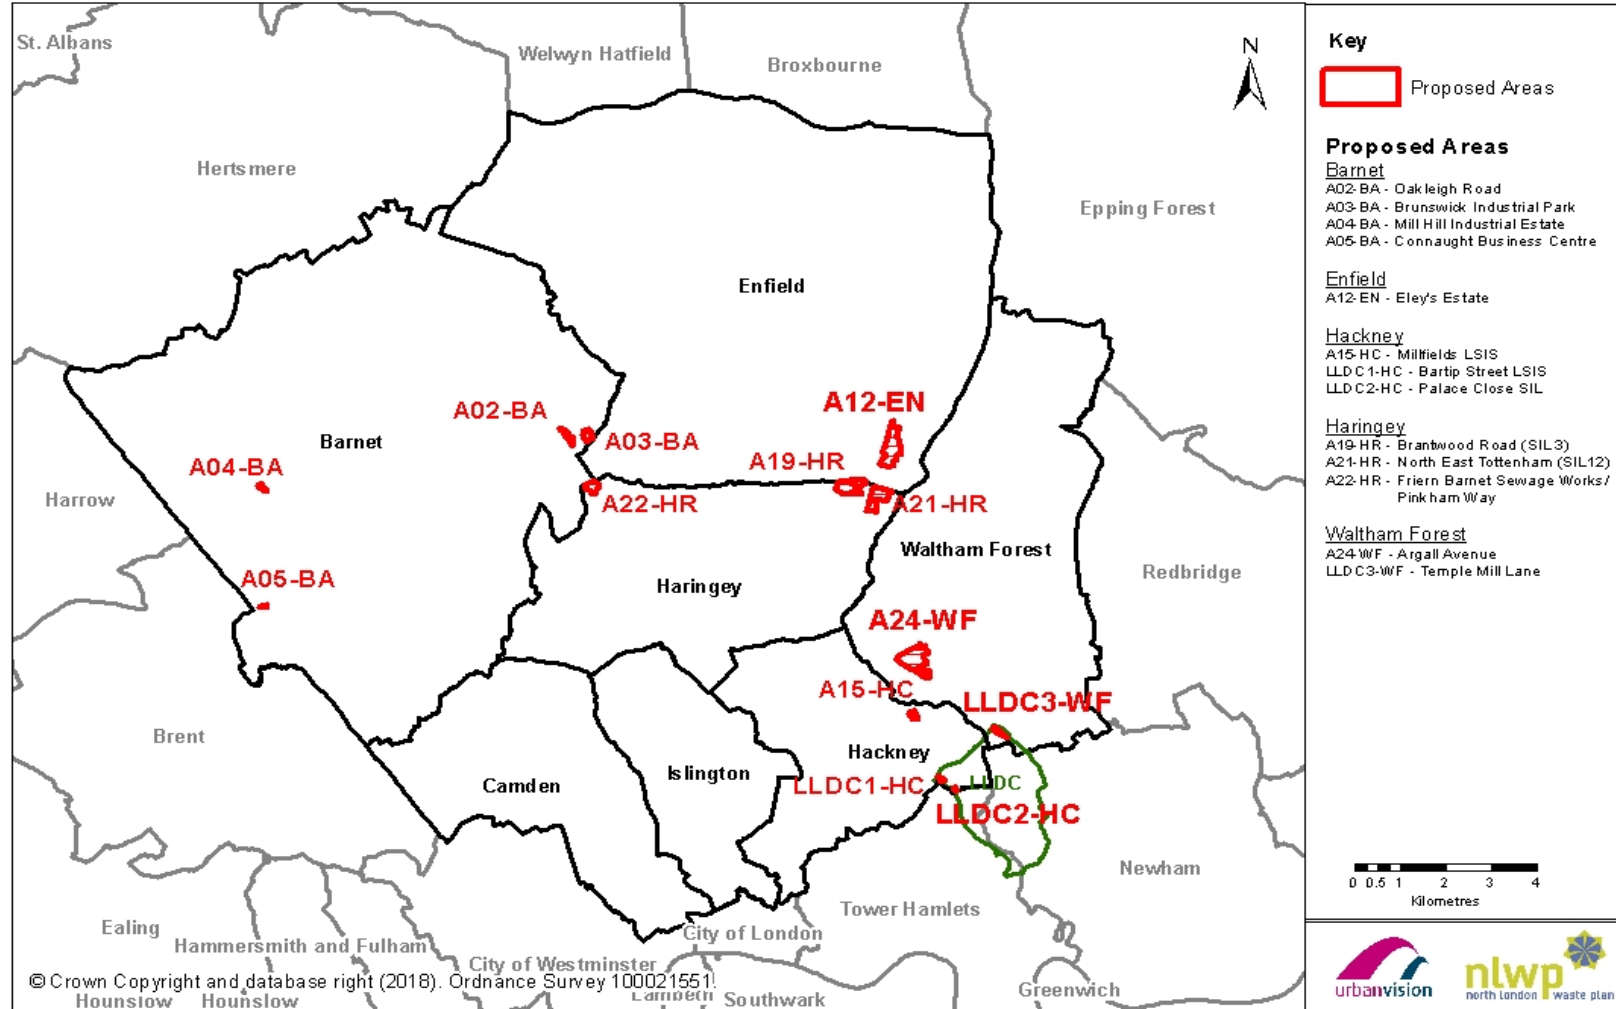 St. Albans
Welwyn Hatfield
Broxbourne
N
Hertsmere
Epping Forest
Enfield
A12-EN
A02-BA
A03-BA
Barnet
A04-BA
A19-HR
Harrow
A22-HR
A21-HR
Waltham Forest
A05-BA
Haringey
Redbridge
A24-WF
A15-HC
LLDC3-WF
Brent
Hackney
Islington
Camden
LLDC1-HC
LLDC
LLDC2-HC
Newham
Tower Hamlets
Ealing
City of London
Hammersmith and Fulham
City of Westminster
© Crown Copyright and database right (2018). Ordnance Survey 100021551.
Greenwich
Hounslow
Hounslow
Lambeth
Southwark
Key
Proposed Areas
Proposed Areas
Barnet
A02-BA - Oakleigh Road
A03-BA - Brunswick Industrial Park
A04-BA - Mill Hill Industrial Estate
A05-BA - Connaught Business Centre
Enfield
A12-EN - Eley's Estate
Hackney
A15-HC - Millfields LSIS
LLDC1-HC - Bartip Street LSIS
LLDC2-HC - Palace Close SIL
Haringey
A19-HR - Brantwood Road (SIL3)
A21-HR - North East Tottenham (SIL12)
A22-HR - Friern Barnet Sewage Works/
Pinkham Way
Waltham Forest
A24-WF - Argall Avenue
LLDC3-WF - Temple Mill Lane
0 0.5 1 2 3 4
Kilometres
urbanvision
nlwp
north london waste plan